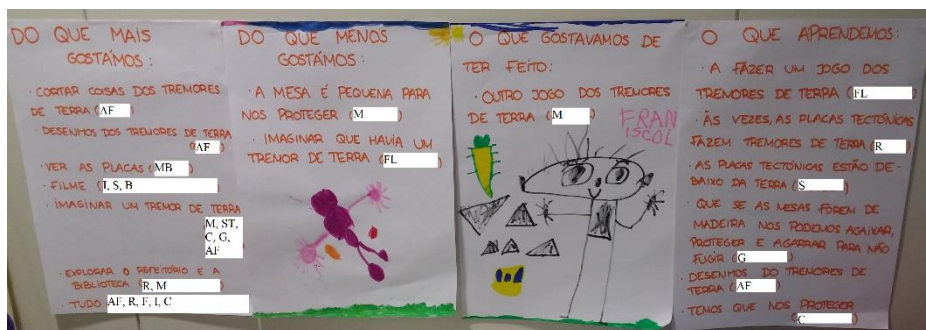 DO QUE MAIS
GOSTÁMOS:
· CORTAR COISAS DOS TREMORES
DE TERRA (AF)
· DESENHOS DOS TREMORES DE TERRA
(AF)
· VER AS PLACAS (MB)
· FILME (I, S, B)
· IMAGINAR UM TREMOR DE TERRA
M, ST,
C, G,
AF
· EXPLORAR O REFEITÓRIO E A
BIBLIOTECA (R, M)
· TUDO AF, R, F, I, C
DO QUE MENOS
GOSTÁMOS:
· A MESA É PEQUENA PARA
NOS PROTEGER (M)
· IMAGINAR QUE HAVIA UM
TREMOR DE TERRA (FL)
O QUE GOSTAVAMOS DE
TER FEITO:
· OUTRO JOGO DOS TREMORES
DE TERRA (M)
FRAN
ISCOL
O QUE APRENDEMOS:
· A FAZER UM JOGO DOS
TREMORES DE TERRA (FL)
· ÀS VEZES, AS PLACAS TECTÓNICAS
FAZEM TREMORES DE TERRA (R)
· AS PLACAS TECTÓNICAS ESTÃO DE-
BAIXO DA TERRA (S)
· QUE SE AS MESAS FOREM DE
MADEIRA NOS PODEMOS AGAIXAR,
PROTEGER E AGARRAR PARA NÃO
FUGIR (G)
· DESENHOS DO TREMORES DE
TERRA (AF)
· TEMOS QUE NOS PROTEGER
(C)